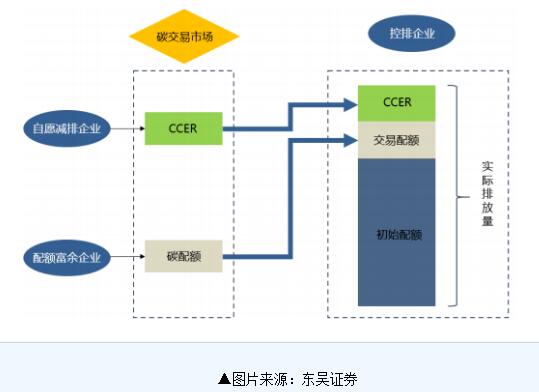 碳交易市场
控排企业
自愿减排企业
CCER
CCER
交易配额
初始配额
实际排放量
配额富余企业
碳配额
▲图片来源：东吴证券